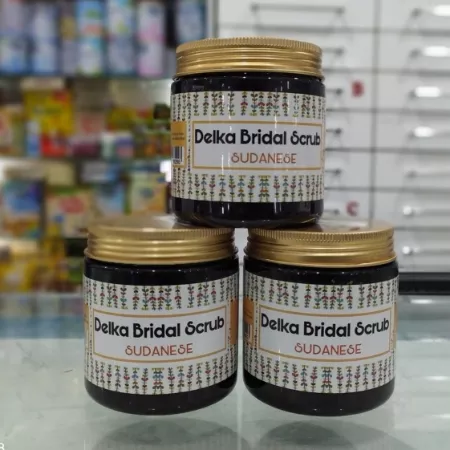 Delka Bridal Scrub
SUDANESE
Delka Bridal Scrub
SUDANESE
Delka Bridal Scrub
SUDANESE
B
C